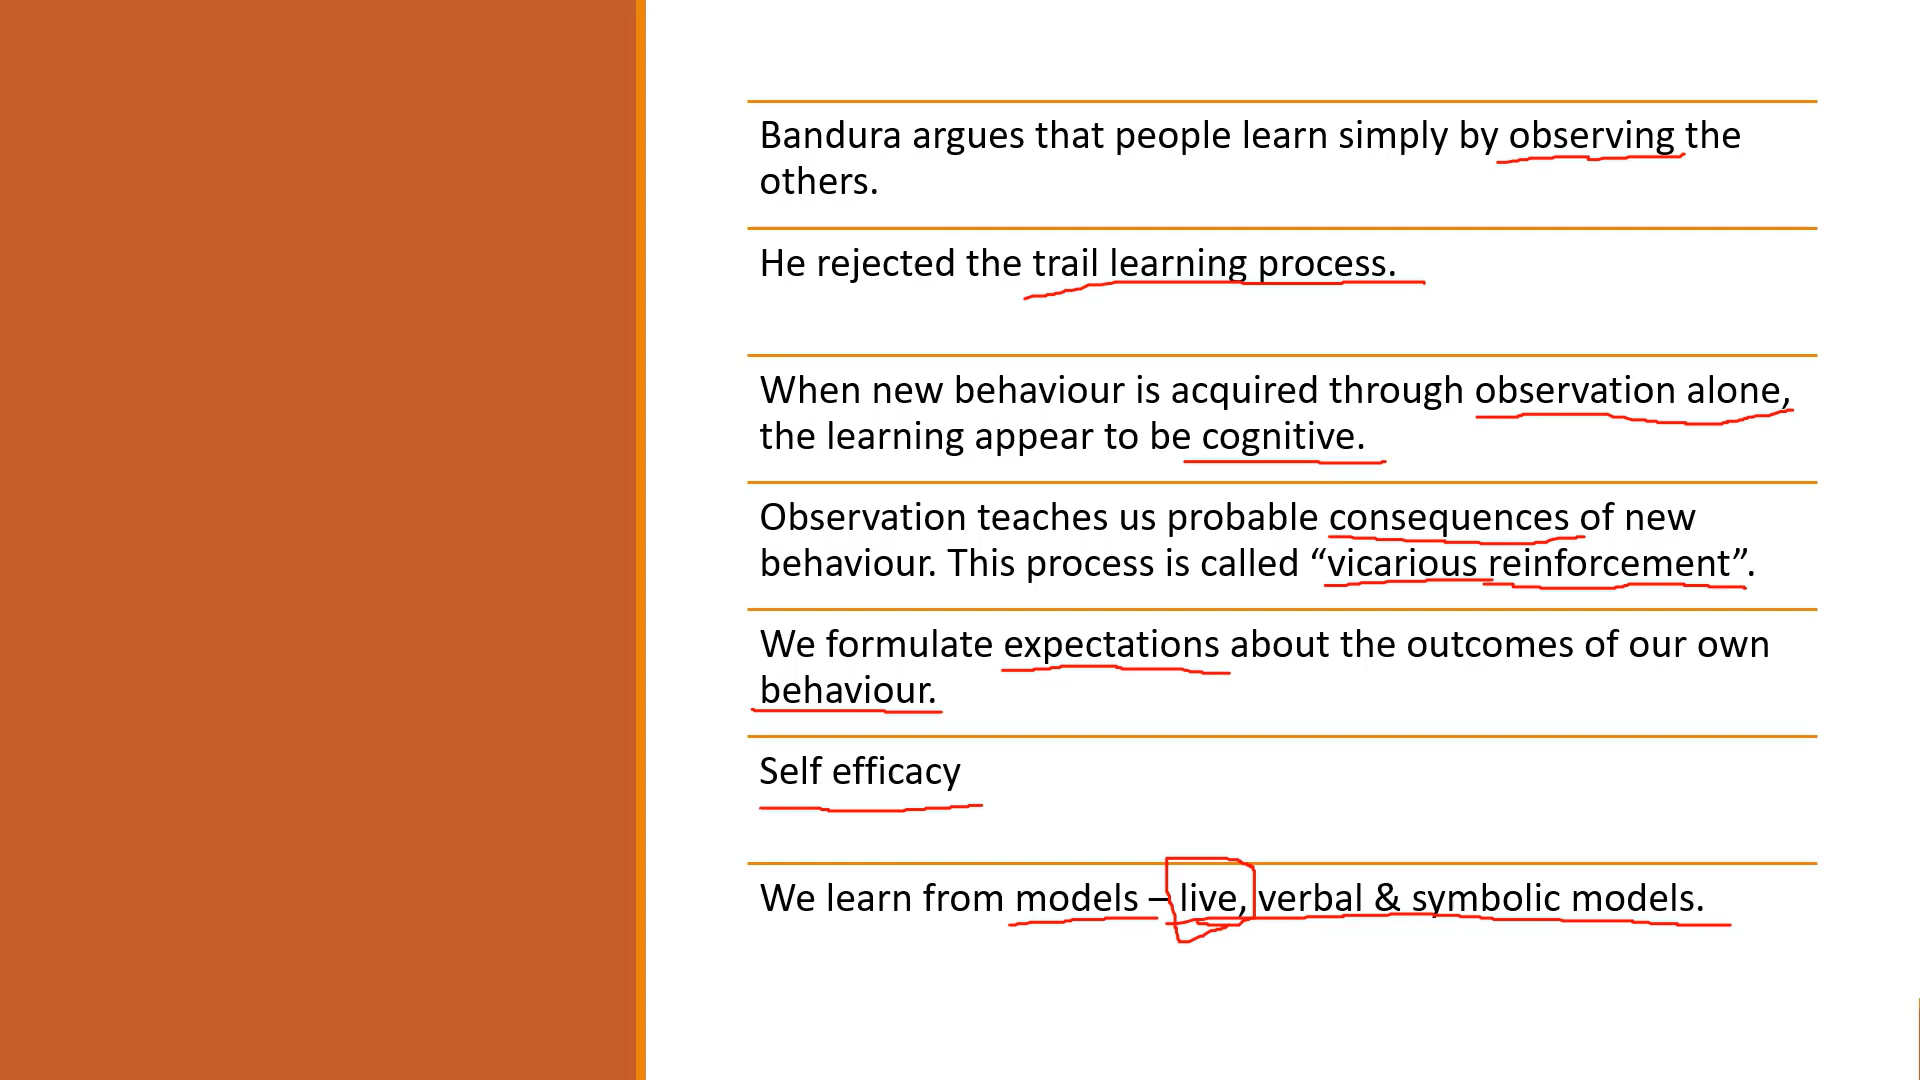 Bandura argues that people learn simply by observing the
others.
He rejected the trail learning process.
When new behaviour is acquired through observation alone,
the learning appear to be cognitive.
Observation teaches us probable consequences of new
behaviour. This process is called “vicarious reinforcement”.
We formulate expectations about the outcomes of our own
behaviour.
Self efficacy
We learn from models – live, verbal & symbolic models.